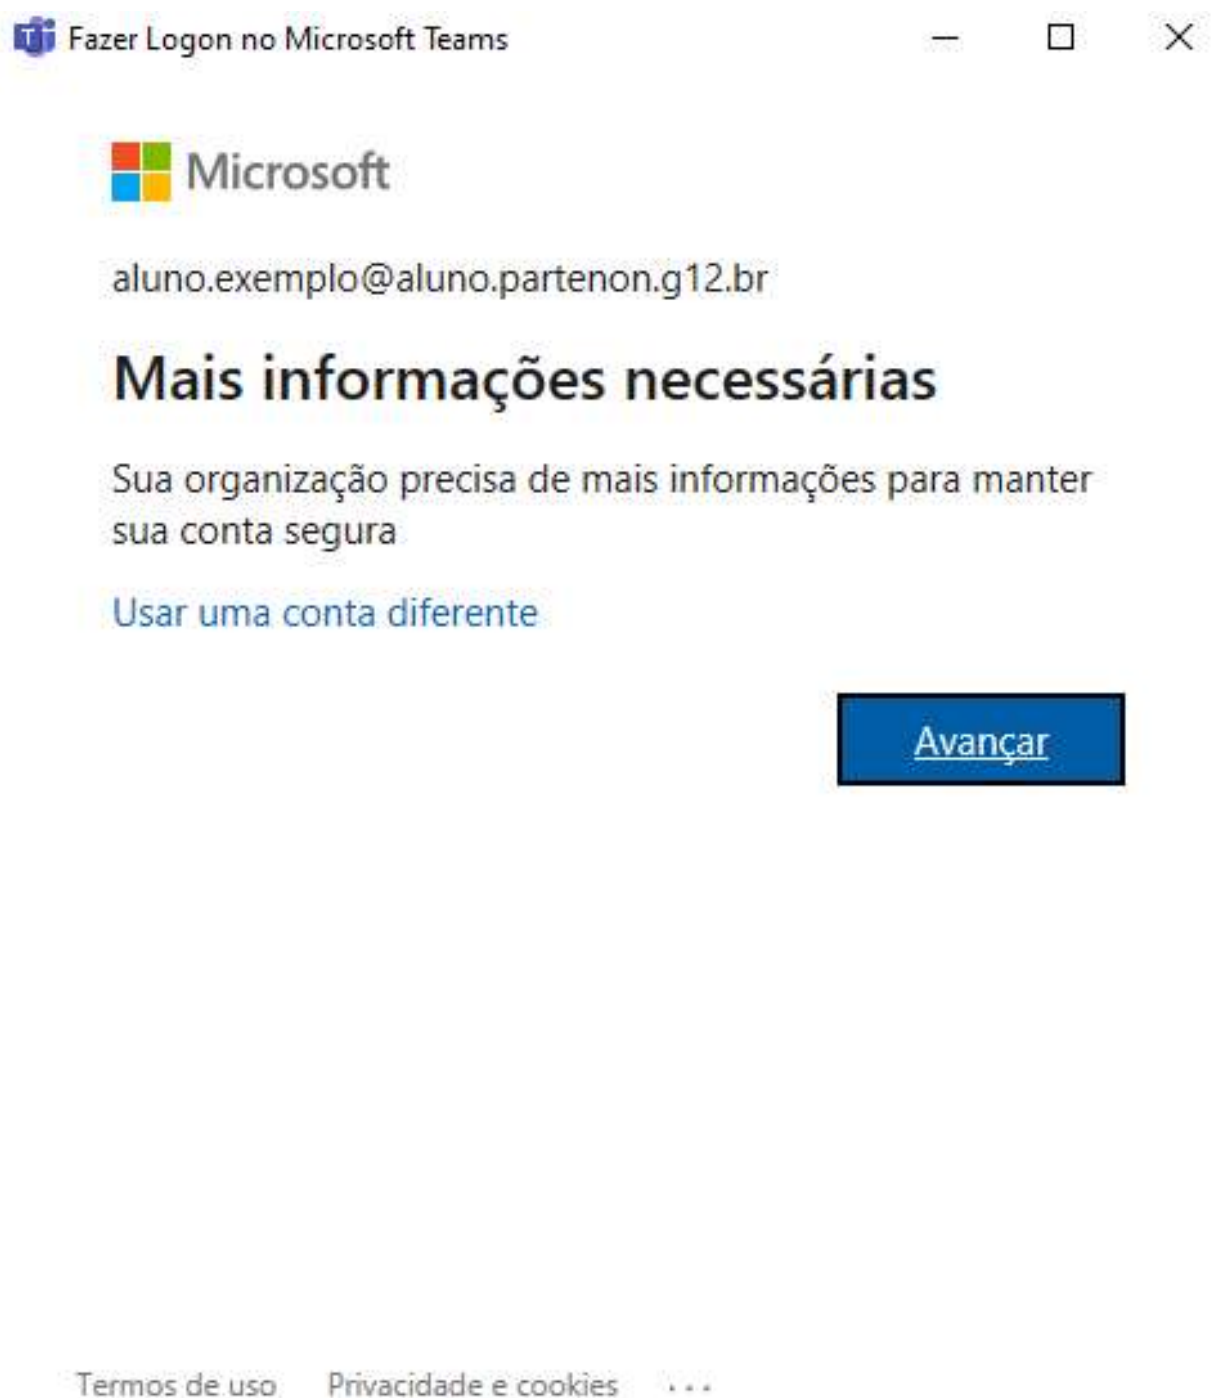 Fazer Logon no Microsoft Teams
Microsoft
aluno.exemplo@aluno.partenon.g12.br
Mais informações necessárias
Sua organização precisa de mais informações para manter
sua conta segura
Usar uma conta diferente
Avançar
Termos de uso Privacidade e cookies ...